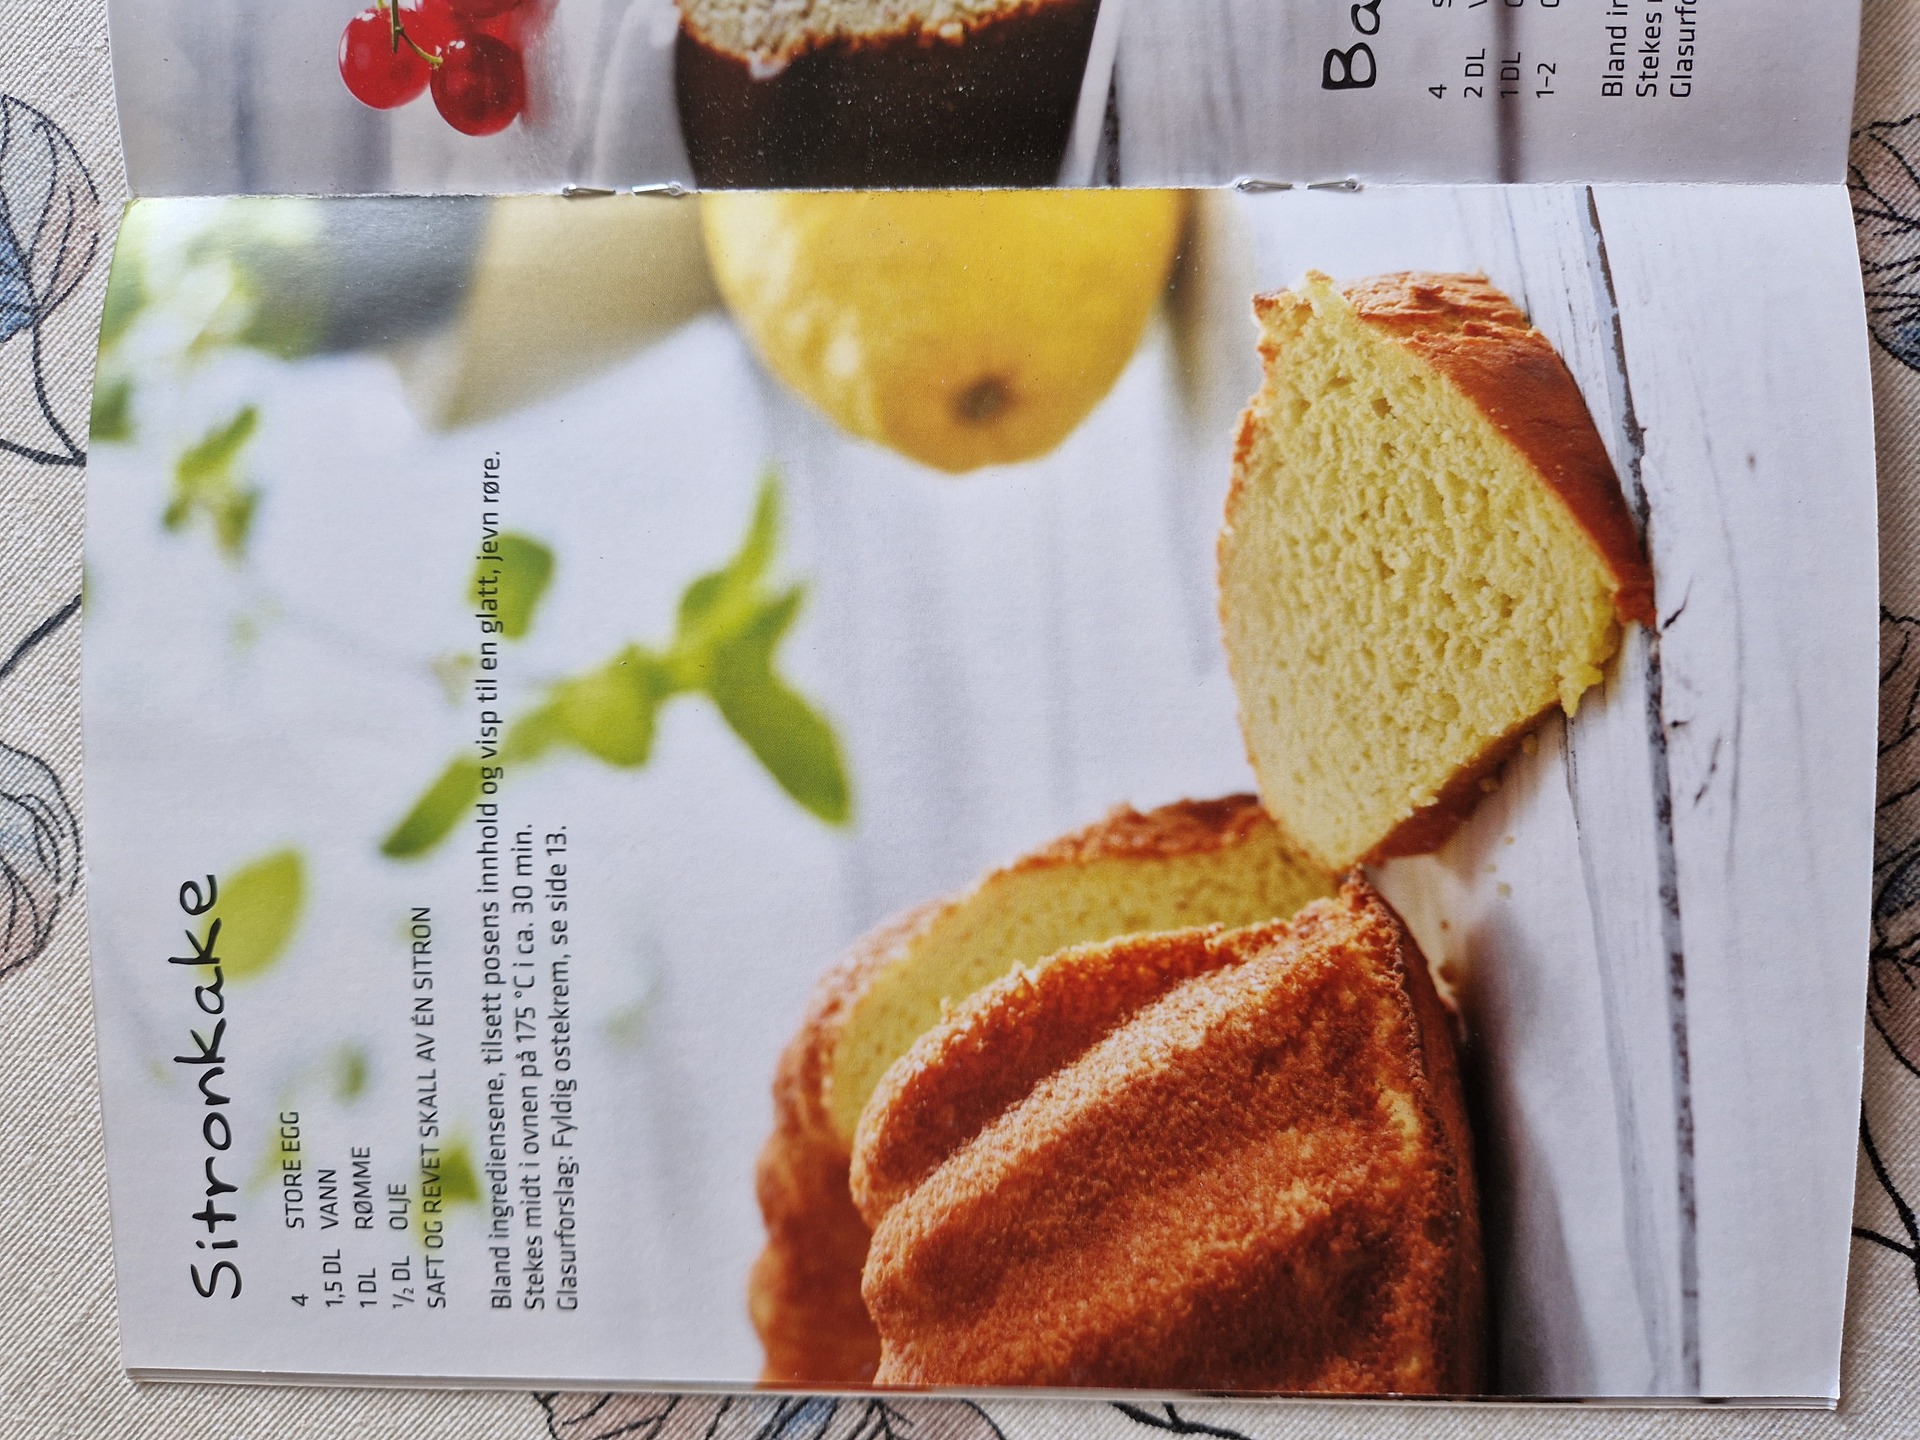 Sitronkake
4 STORE EGG
1,5 DL VANN
1 DL RØMME
1/2 DL OLJE
SAFT OG REVET SKALL AV ÉN SITRON
Bland ingrediensene, tilsett posens innhold og visp til en glatt, jevn røre.
Stekes midt i ovnen på 175 °C i ca. 30 min.
Glasurforslag: Fyldig ostekrem, se side 13.
4
2 DL
1 DL
1–2
Bland
Stekes